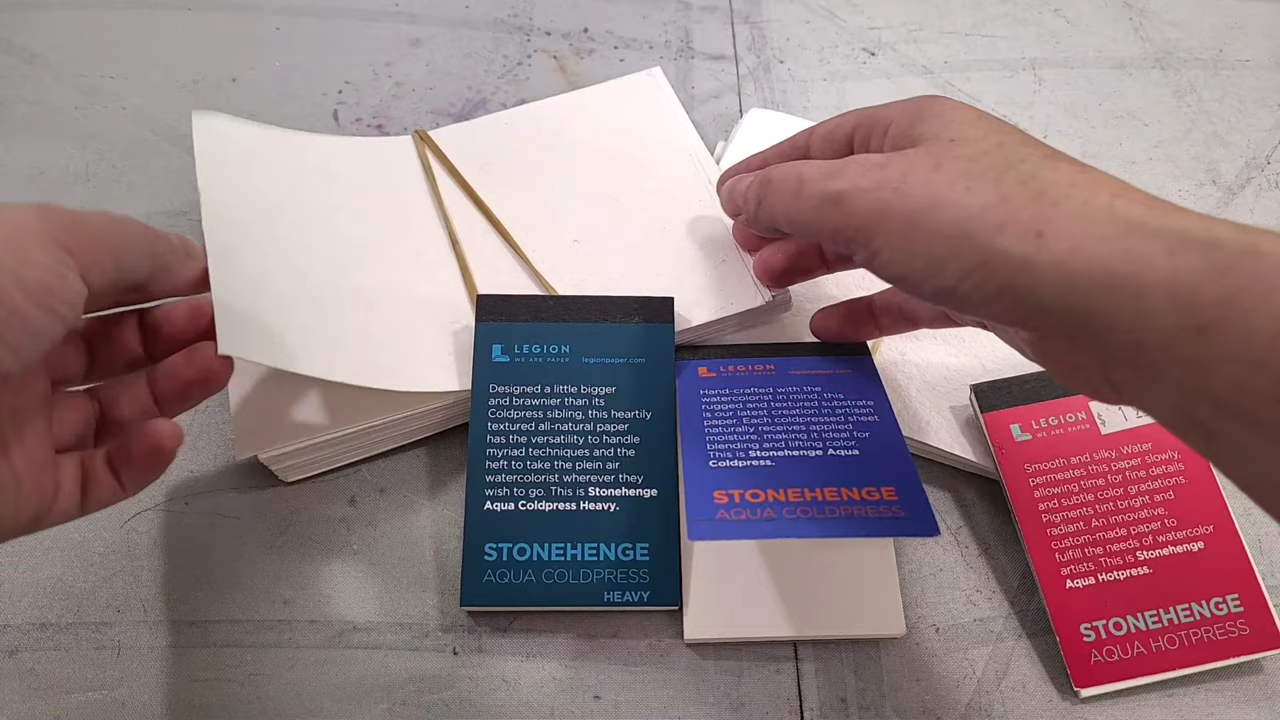 LEGION
WE ARE PAPER
legionpaper.com
Designed a little bigger
and brawnier than its
Coldpress sibling, this heartily
textured all-natural paper
has the versatility to handle
myriad techniques and the
heft to take the plein air
watercolorist wherever they
wish to go. This is Stonehenge
Aqua Coldpress Heavy.
STONEHENGE
AQUA COLDPRESS
HEAVY
LEGION
WE ARE PAPER
legionpaper.com
Hand-crafted with the
watercolorist in mind, this
rugged and textured substrate
is our latest creation in artisan
paper. Each coldpressed sheet
naturally receives applied
moisture, making it ideal for
blending and lifting color.
This is Stonehenge Aqua
Coldpress.
STONEHENGE
AQUA COLDPRESS
LEGION
WE ARE PAPER
$
Smooth and silky. Water
permeates this paper slowly,
allowing time for fine details
and subtle color gradations.
Pigments tint bright and
radiant. An innovative,
custom-made paper to
fulfill the needs of watercolor
artists. This is Stonehenge
Aqua Hotpress.
STONEHENGE
AQUA HOTPRESS